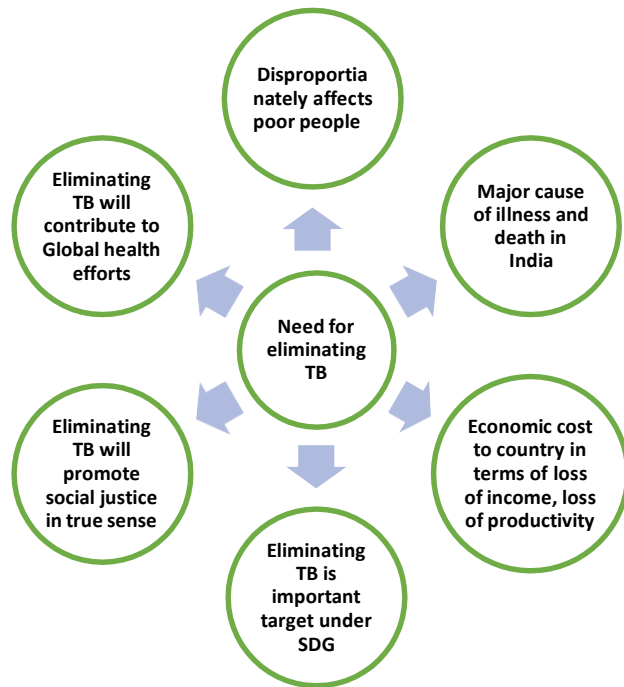 Disproportia
nately affects
poor people
Major cause
of illness and
death in
India
Economic cost
to country in
terms of loss
of income, loss
of productivity
Eliminating
TB is
important
target under
SDG
Eliminating
TB will
promote
social justice
in true sense
Eliminating
TB will
contribute to
Global health
efforts
Need for
eliminating
TB